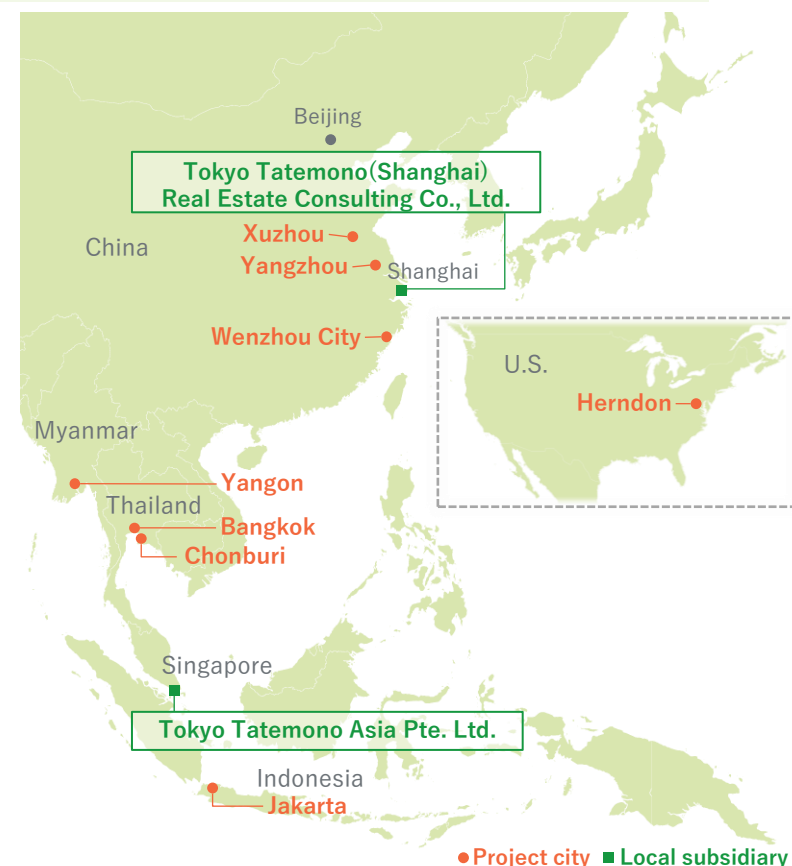 Beijing
Tokyo Tatemono(Shanghai)
Real Estate Consulting Co., Ltd.
Xuzhou
China
Yangzhou
Shanghai
Wenzhou City
U.S.
Herndon
Myanmar
Yangon
Thailand
Bangkok
Chonburi
Singapore
Tokyo Tatemono Asia Pte. Ltd.
Indonesia
Jakarta
Project city Local subsidiary